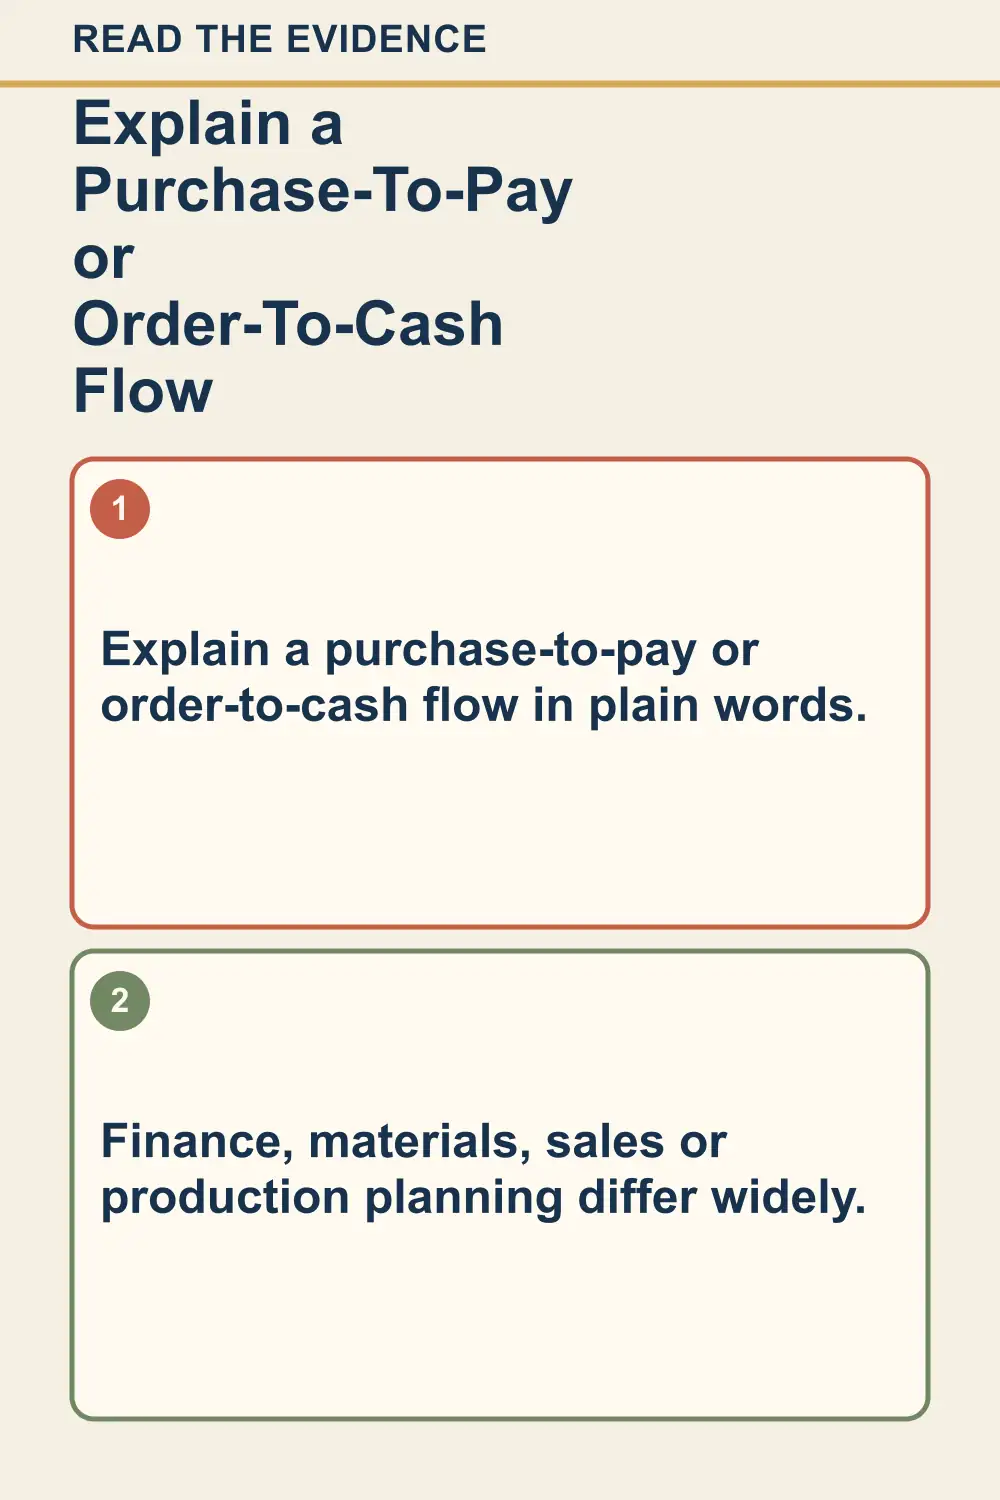 READ THE EVIDENCE
Explain a
Purchase-To-Pay
or
Order-To-Cash
Flow
1
Explain a purchase-to-pay or
order-to-cash flow in plain words.
2
Finance, materials, sales or
production planning differ widely.